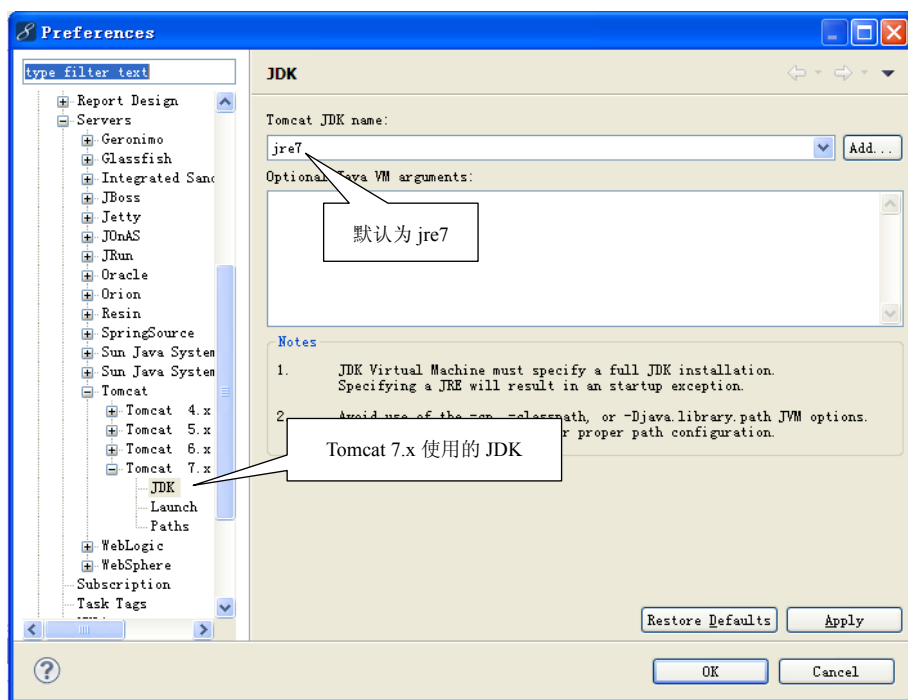 Preferences
type filter text
Report Design
Servers
Geronimo
Glassfish
Integrated Sand
JBoss
Jetty
JOnAS
JRun
Oracle
Orion
Resin
SpringSource
Sun Java System
Sun Java System
Tomcat
Tomcat 4.x
Tomcat 5.x
Tomcat 6.x
Tomcat 7.x
JDK
Launch
Paths
WebLogic
WebSphere
Subscription
Task Tags
JDK
Tomcat JDK name:
jre7
Add...
Optional Java VM arguments:
默认为 jre7
Notes
1. JDK Virtual Machine must specify a full JDK installation.
Specifying a JRE will result in an startup exception.
2. Avoid use of the -cp, -classpath, or -Djava.library.path JVM options.
r proper path configuration.
Tomcat 7.x 使用的 JDK
Restore Defaults
Apply
OK
Cancel